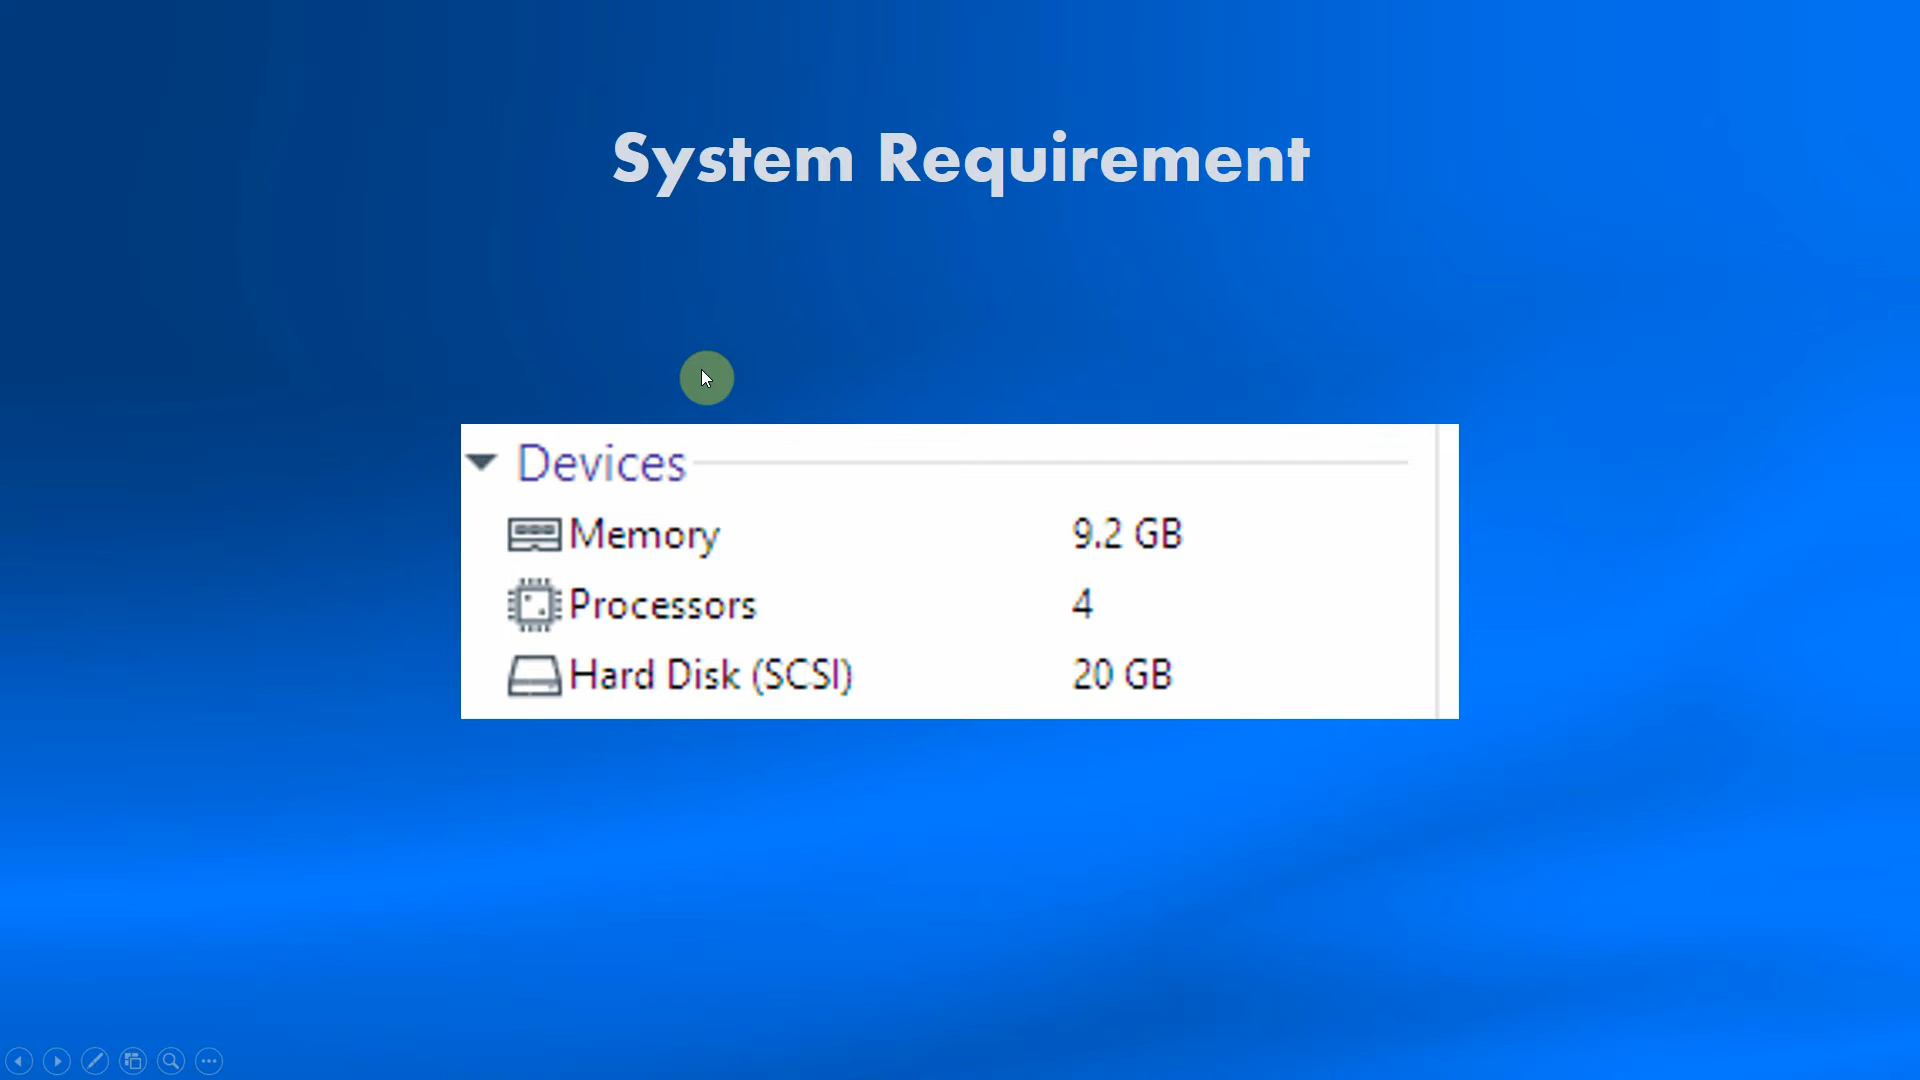 System Requirement
Devices
Memory 9.2 GB
Processors 4
Hard Disk (SCSI) 20 GB